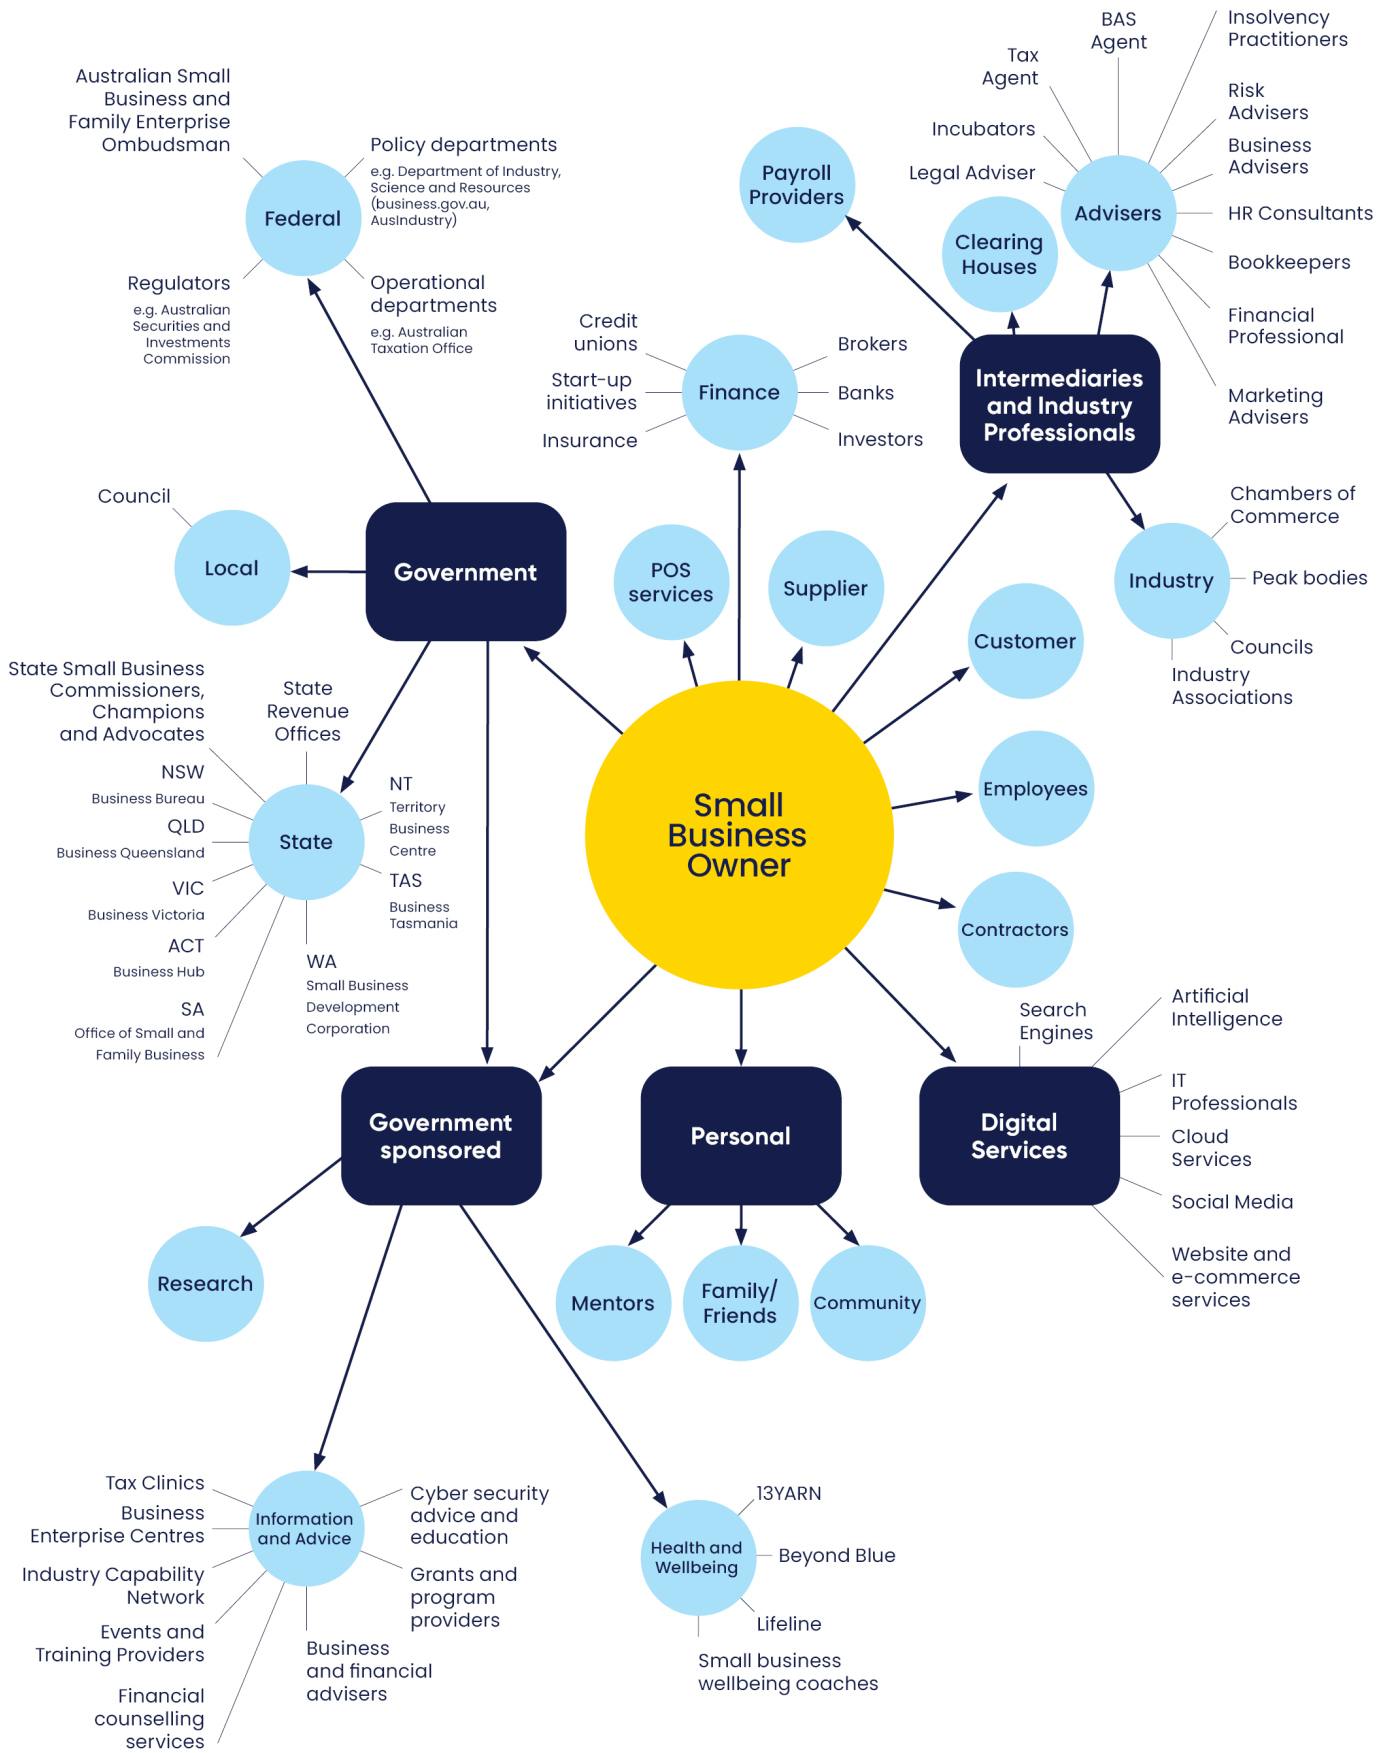 Australian Small
Business and
Family Enterprise
Ombudsman
Policy departments
e.g. Department of Industry,
Science and Resources
(business.gov.au,
AusIndustry)
Federal
Regulators
e.g. Australian
Securities and
Investments
Commission
Operational
departments
e.g. Australian
Taxation Office
Council
Local
Government
State Small Business
Commissioners,
Champions
and Advocates
State
Revenue
Offices
NSW
Business Bureau
QLD
Business Queensland
VIC
Business Victoria
ACT
Business Hub
SA
Office of Small and
Family Business
State
NT
Territory
Business
Centre
TAS
Business
Tasmania
WA
Small Business
Development
Corporation
Payroll
Providers
Clearing
Houses
BAS
Agent
Tax
Agent
Incubators
Legal Adviser
Advisers
Insolvency
Practitioners
Risk
Advisers
Business
Advisers
HR Consultants
Bookkeepers
Financial
Professional
Marketing
Advisers
Intermediaries
and Industry
Professionals
Credit
unions
Start-up
initiatives
Insurance
Finance
Brokers
Banks
Investors
POS
services
Supplier
Customer
Employees
Contractors
Industry
Chambers of
Commerce
Peak bodies
Councils
Industry
Associations
Small
Business
Owner
Government
sponsored
Personal
Digital
Services
Search
Engines
Artificial
Intelligence
IT
Professionals
Cloud
Services
Social Media
Website and
e-commerce
services
Research
Mentors
Family/
Friends
Community
Tax Clinics
Business
Enterprise Centres
Industry Capability
Network
Events and
Training Providers
Financial
counselling
services
Information
and Advice
Cyber security
advice and
education
Grants and
program
providers
Business
and financial
advisers
Health and
Wellbeing
13YARN
Beyond Blue
Lifeline
Small business
wellbeing coaches